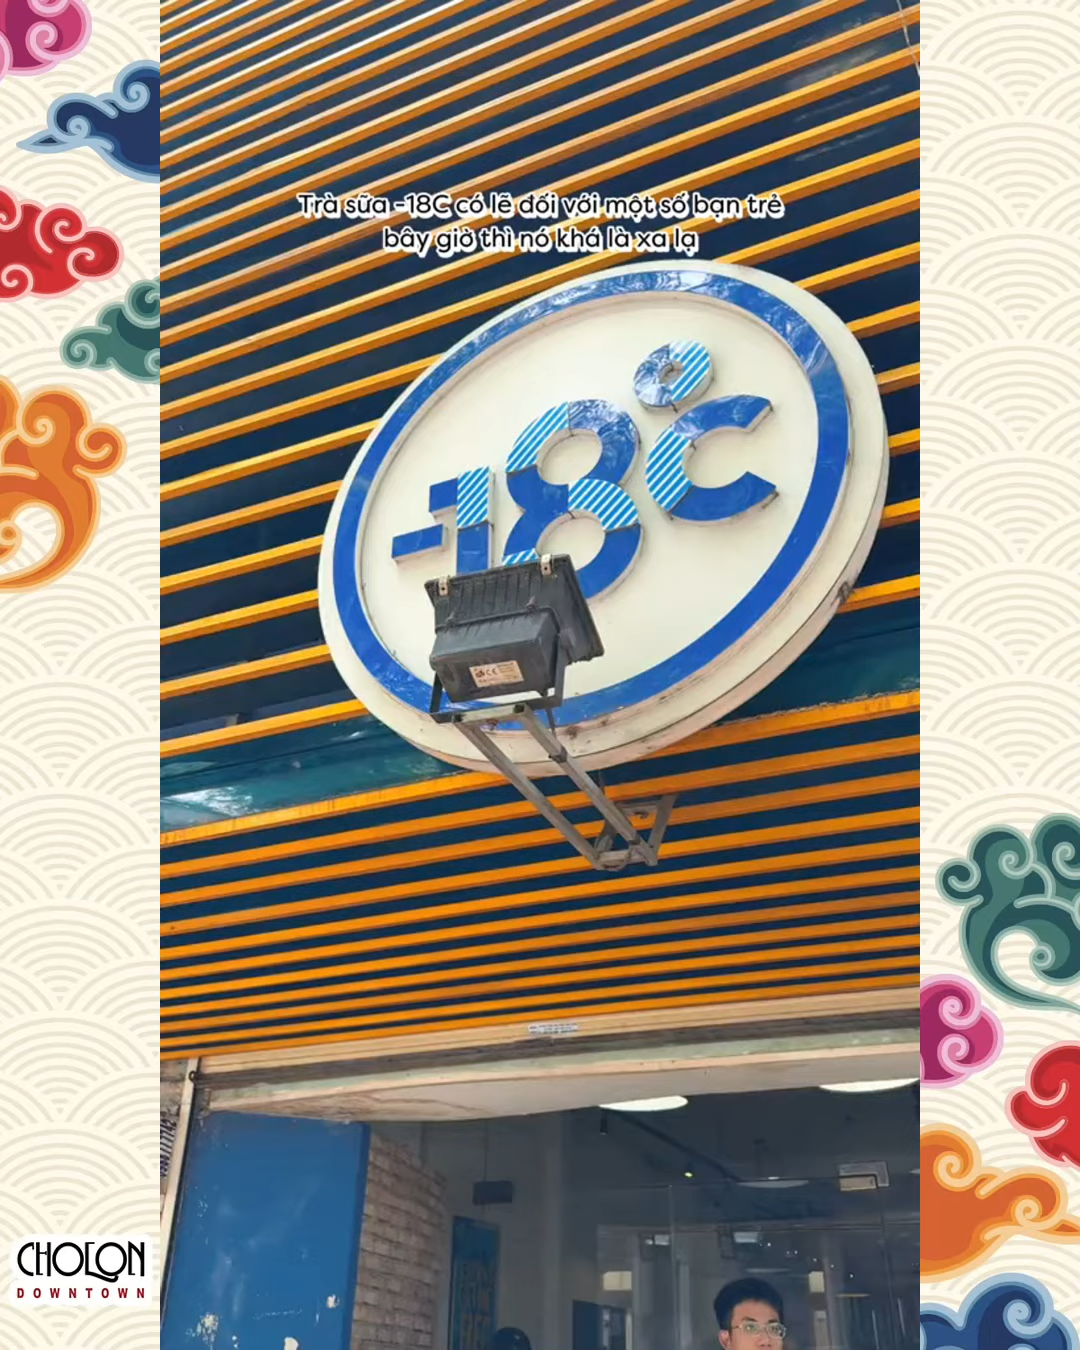 Trà sữa -18C có lẽ đối với một số bạn trẻ
bây giờ thì nó khá là xa lạ
-18°C
CHOLON
DOWNTOWN